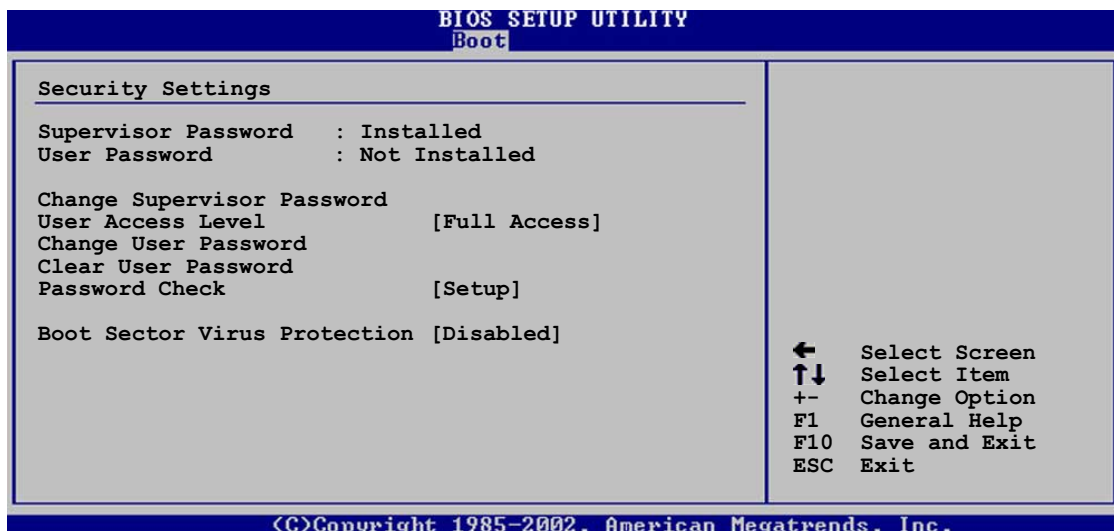 BIOS SETUP UTILITY
Boot
Security Settings
Supervisor Password : Installed
User Password : Not Installed
Change Supervisor Password
User Access Level [Full Access]
Change User Password
Clear User Password
Password Check [Setup]
Boot Sector Virus Protection [Disabled]
← Select Screen
↑↓ Select Item
+- Change Option
F1 General Help
F10 Save and Exit
ESC Exit
(C)Copyright 1985-2002, American Megatrends, Inc.